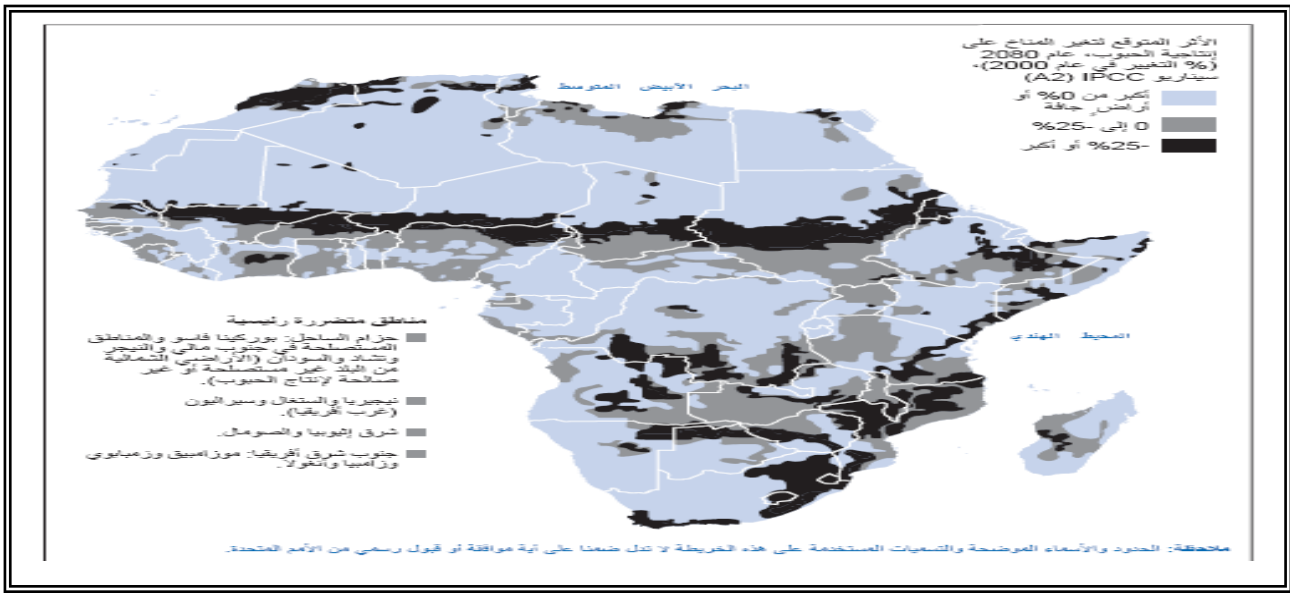 الأثر المتوقع لتغير المناخ على
إنتاجية الحبوب، عام 2080
(% التغيير في عام 2000)،
سيناريو IPCC (A2)
أكبر من 0% أو
أراضٍ جافة
0 إلى -25%
-25% أو أكبر
البحر الأبيض المتوسط
المحيط الهندي
مناطق متضررة رئيسية
حزام الساحل: بوركينا فاسو والمناطق
المستصلحة في جنوب مالي والنيجر
وتشاد والسودان (الأراضي الشمالية
من البلد غير مستصلحة أو غير
صالحة لإنتاج الحبوب).
نيجيريا والسنغال وسيراليون
(غرب أفريقيا).
شرق إثيوبيا والصومال.
جنوب شرق أفريقيا: موزامبيق وزمبابوي
وزامبيا وأنغولا.
ملاحظة: الحدود والأسماء الموضحة والتسميات المستخدمة على هذه الخريطة لا تدل ضمنا على أية موافقة أو قبول رسمي من الأمم المتحدة.